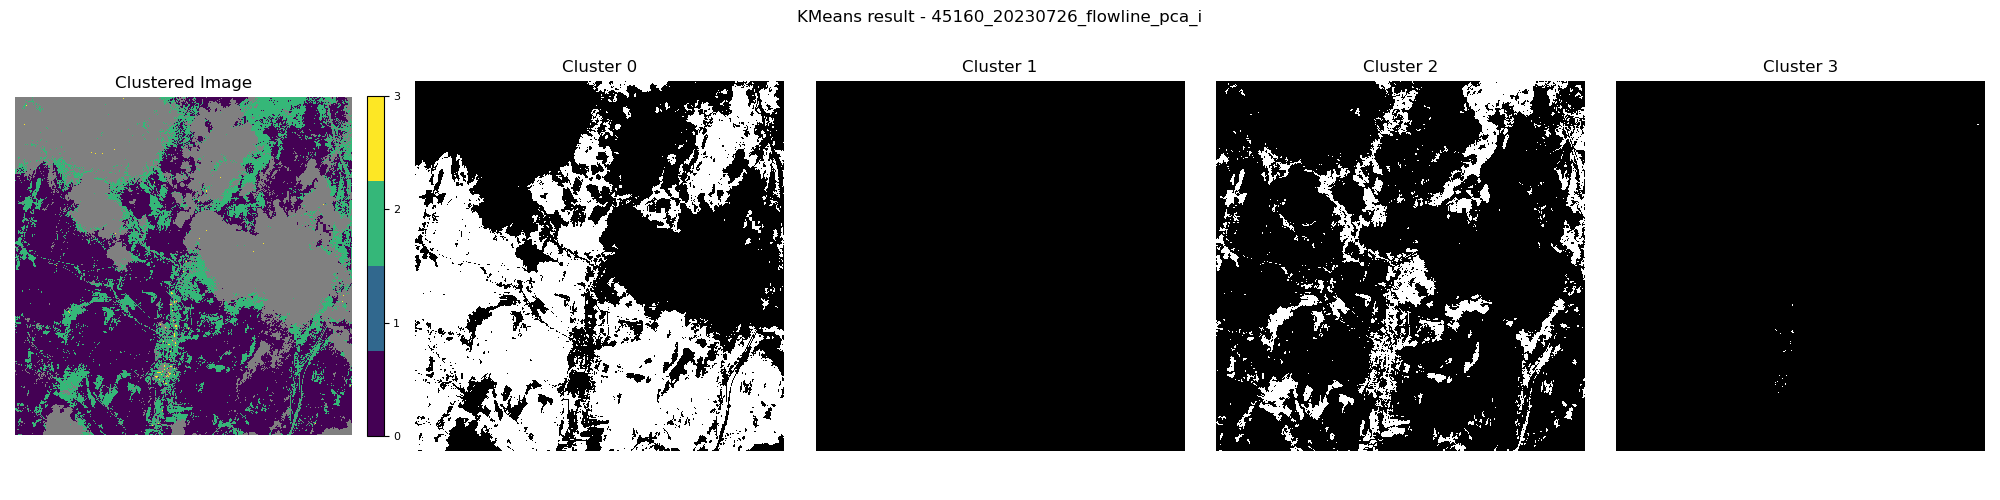 KMeans result - 45160_20230726_flowline_pca_i
Clustered Image
Cluster 0
Cluster 1
Cluster 2
Cluster 3
3
2
1
0